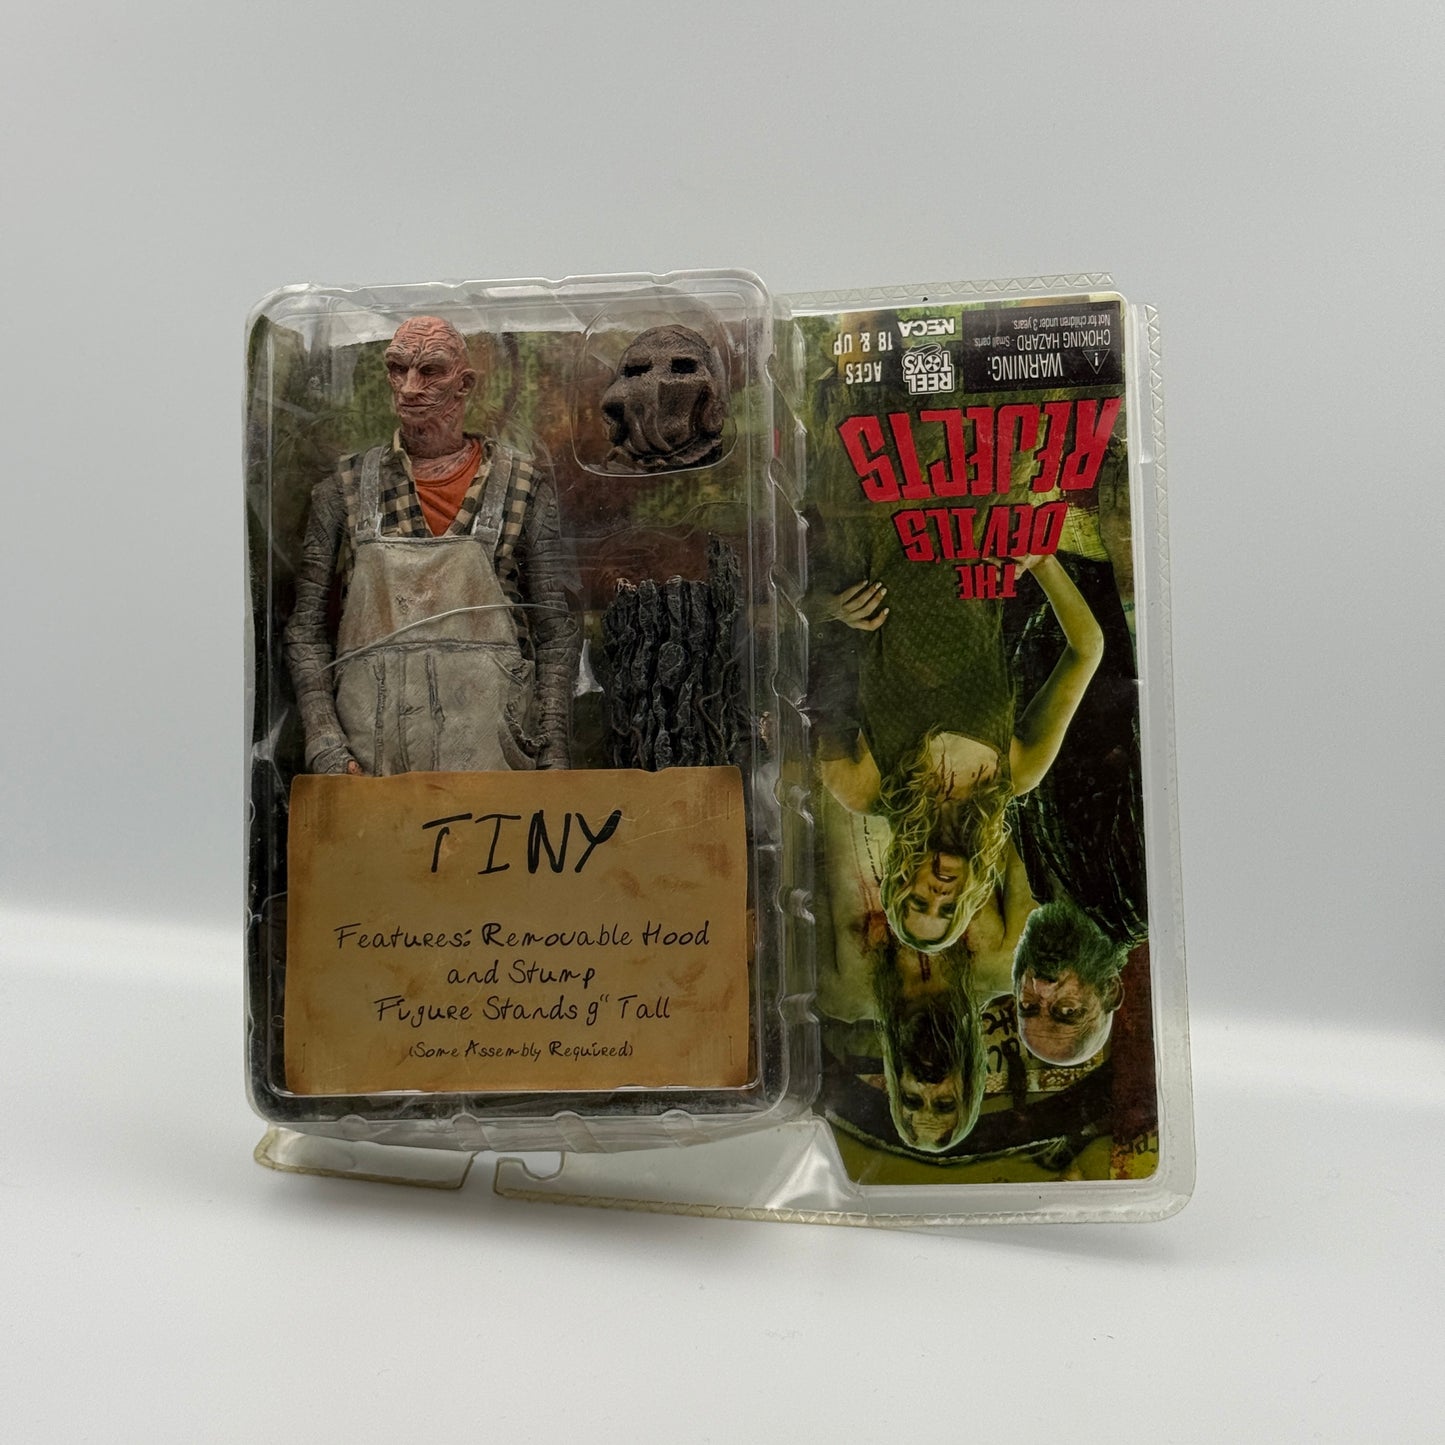 TINY
Features: Removable Hood
and Stump
Figure Stands 9" Tall
(Some Assembly Required)
THE
DEVIL'S
REJECTS
WARNING:
CHOKING HAZARD - Small parts.
Not for children under 3 years.
REEL
TOYS
NECA
AGES
18 & UP